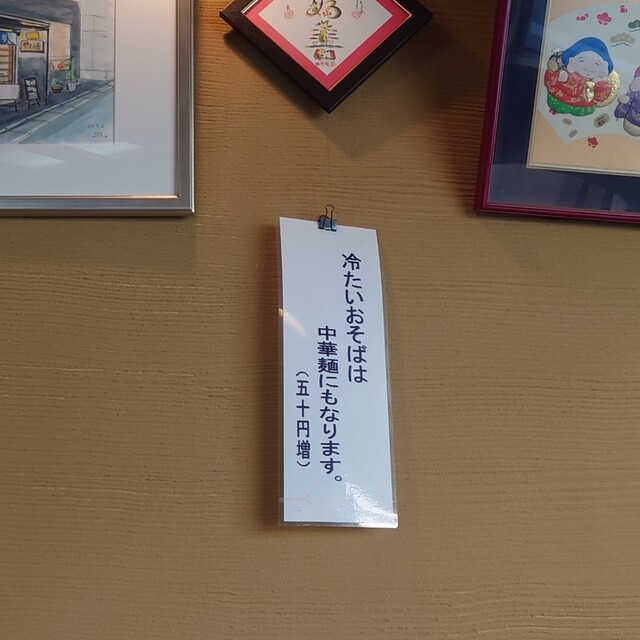 冷たいおそばは
中華麺にもなります。
（五十円増）